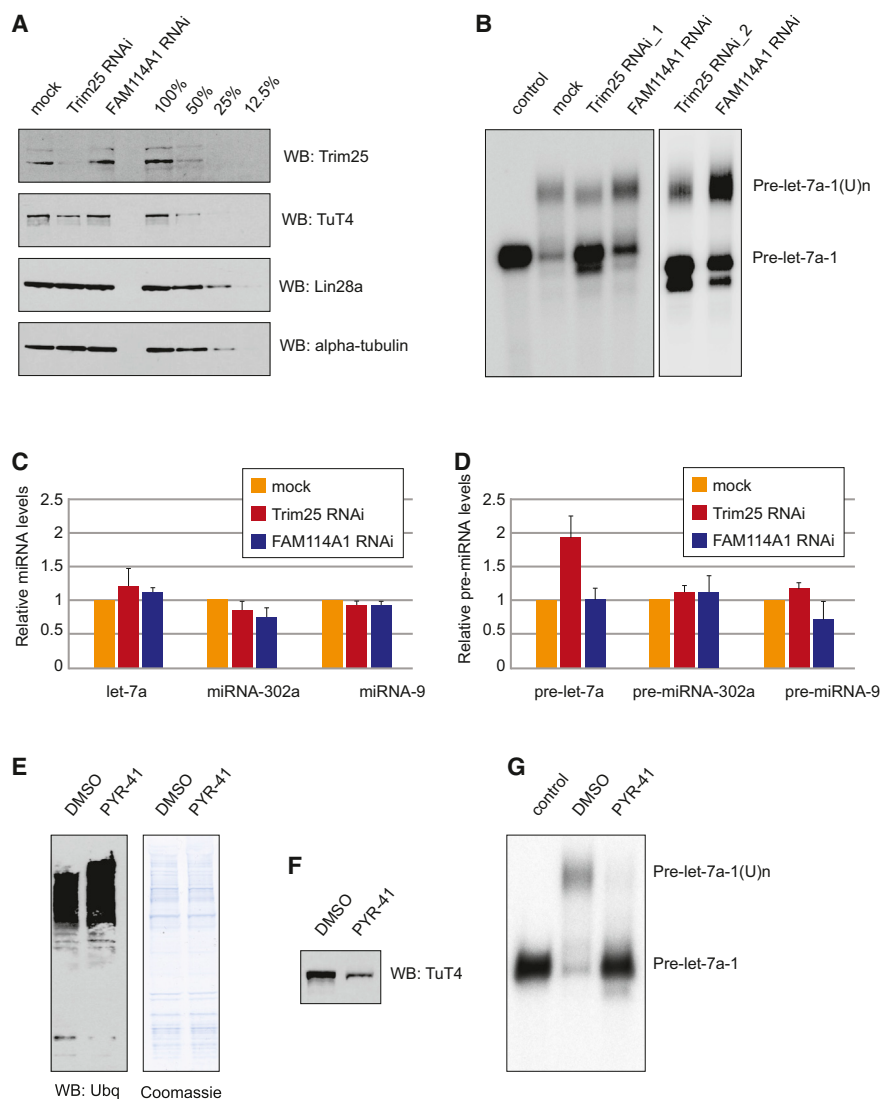 A
mock
Trim25 RNAi
FAM114A1 RNAi
100%
50%
25%
12.5%
WB: Trim25
WB: TuT4
WB: Lin28a
WB: alpha-tubulin
B
control
mock
Trim25 RNAi_1
FAM114A1 RNAi
Trim25 RNAi_2
FAM114A1 RNAi
Pre-let-7a-1(U)n
Pre-let-7a-1
C
Relative miRNA levels
2.5
2
1.5
1
0.5
0
mock
Trim25 RNAi
FAM114A1 RNAi
let-7a
miRNA-302a
miRNA-9
D
Relative pre-miRNA levels
2.5
2
1.5
1
0.5
0
mock
Trim25 RNAi
FAM114A1 RNAi
pre-let-7a
pre-miRNA-302a
pre-miRNA-9
E
DMSO
PYR-41
DMSO
PYR-41
WB: Ubq
Coomassie
F
DMSO
PYR-41
WB: TuT4
G
control
DMSO
PYR-41
Pre-let-7a-1(U)n
Pre-let-7a-1